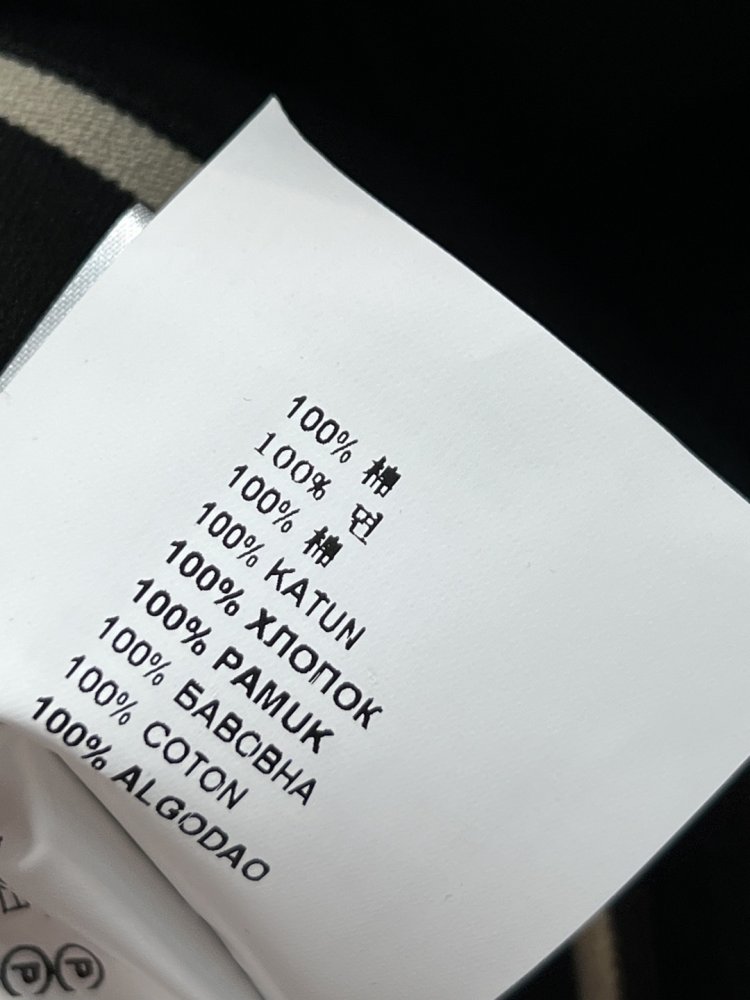 100% 棉
100% 면
100% 棉
100% KATUN
100% ХЛОПОК
100% PAMUK
100% БАВОВНА
100% COTON
100% ALGODAO
P P